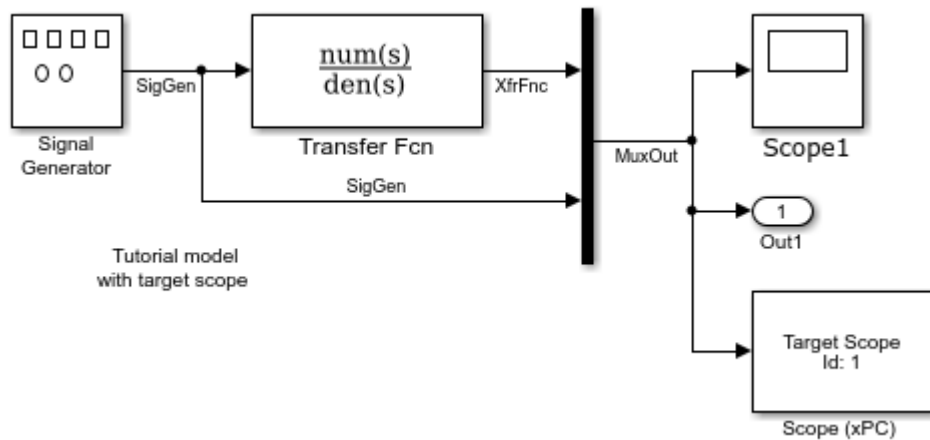 num(s)
den(s)
SigGen
XfrFnc
Signal
Generator
Transfer Fcn
MuxOut
Scope1
SigGen
1
Out1
Tutorial model
with target scope
Target Scope
Id: 1
Scope (xPC)